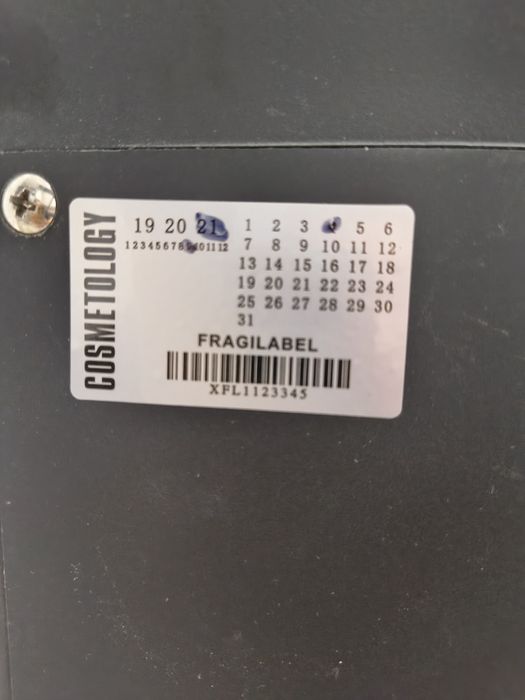 COSMETOLOGY
19 20 21
123456789101112
1 2 3 4 5 6
7 8 9 10 11 12
13 14 15 16 17 18
19 20 21 22 23 24
25 26 27 28 29 30
31
FRAGILABEL
XFL1123345